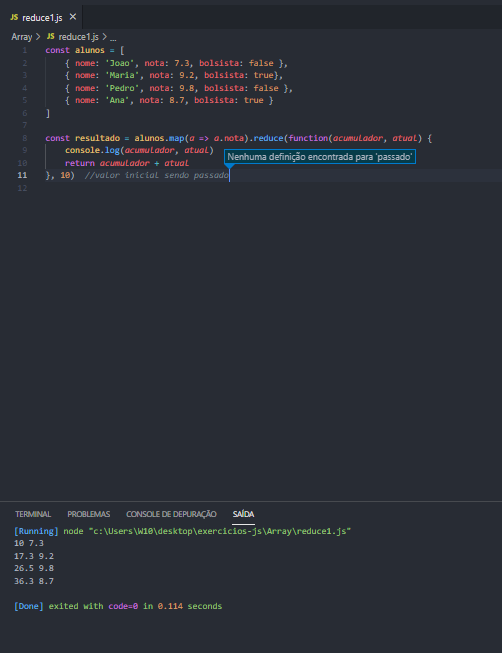 JS reduce1.js ×
Array > JS reduce1.js > ...
1 const alunos = [
2 { nome: 'Joao', nota: 7.3, bolsista: false },
3 { nome: 'Maria', nota: 9.2, bolsista: true},
4 { nome: 'Pedro', nota: 9.8, bolsista: false },
5 { nome: 'Ana', nota: 8.7, bolsista: true }
6 ]
7
8 const resultado = alunos.map(a => a.nota).reduce(function(acumulador, atual) {
9 console.log(acumulador, atual)
Nenhuma definição encontrada para 'passado'
10 return acumulador + atual
11 }, 10) //valor inicial sendo passado
12
TERMINAL PROBLEMAS CONSOLE DE DEPURAÇÃO SAÍDA
[Running] node "c:\Users\W10\desktop\exercicios-js\Array\reduce1.js"
10 7.3
17.3 9.2
26.5 9.8
36.3 8.7
[Done] exited with code=0 in 0.114 seconds